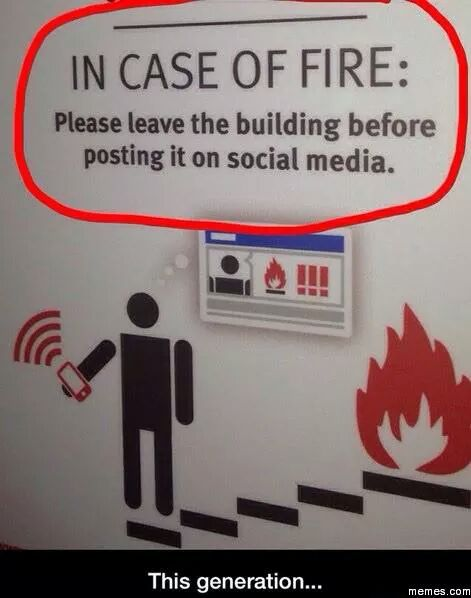 IN CASE OF FIRE:
Please leave the building before
posting it on social media.
!!!
This generation...
memes.com